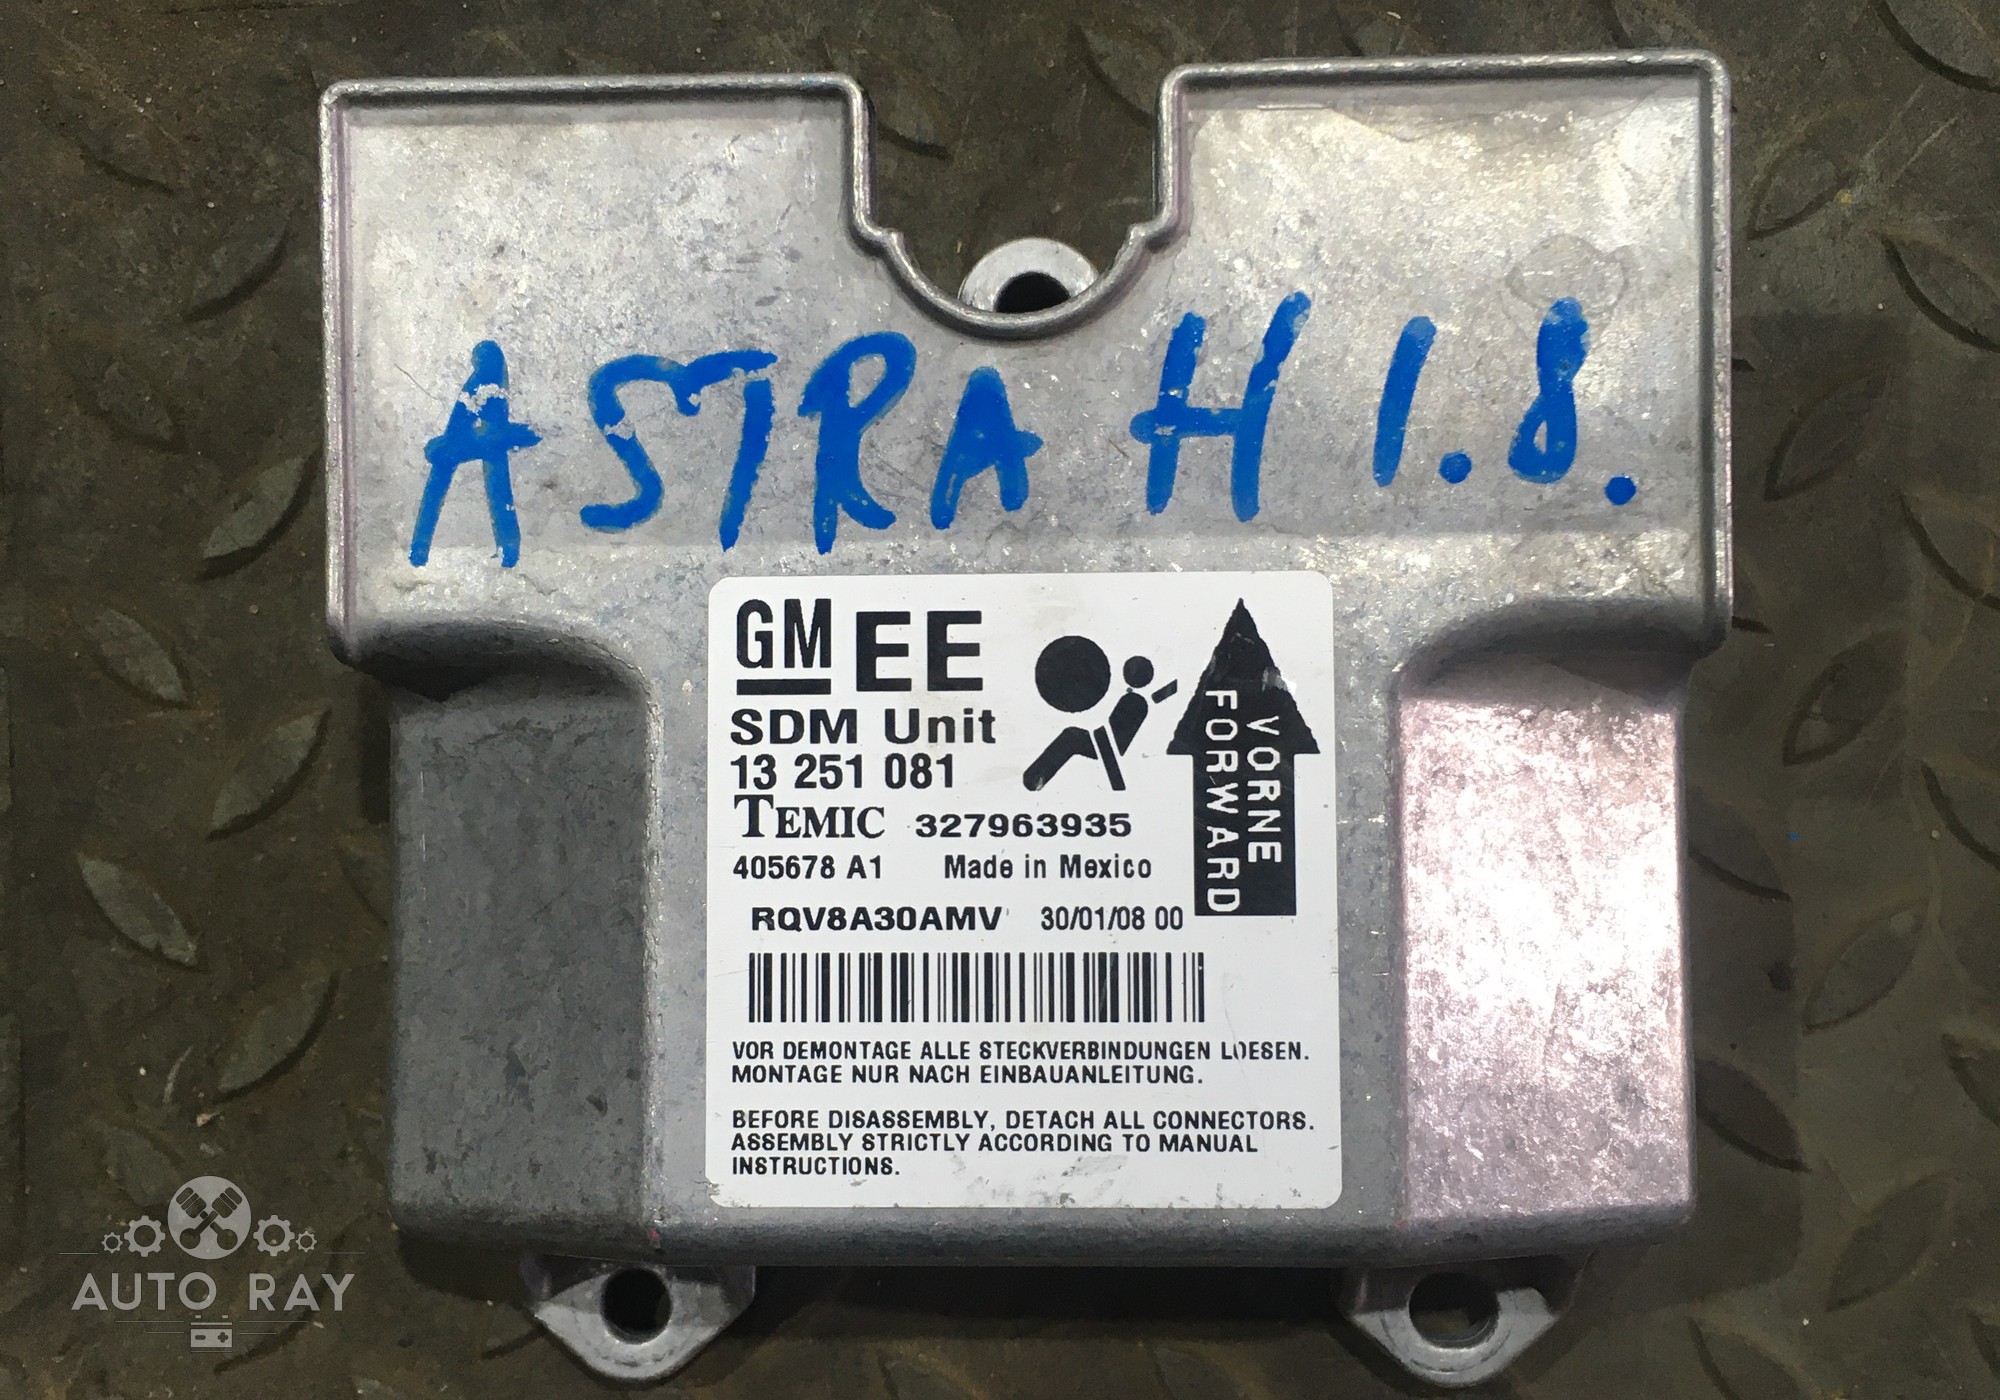 ASTRA H 1.8.
GM EE
SDM Unit
13 251 081
TEMIC 327963935
405678 A1 Made in Mexico
RQV8A30AMV 30/01/08 00
VORNE
FORWARD
VOR DEMONTAGE ALLE STECKVERBINDUNGEN LOESEN.
MONTAGE NUR NACH EINBAUANLEITUNG.
BEFORE DISASSEMBLY, DETACH ALL CONNECTORS.
ASSEMBLY STRICTLY ACCORDING TO MANUAL
INSTRUCTIONS.
AUTO RAY